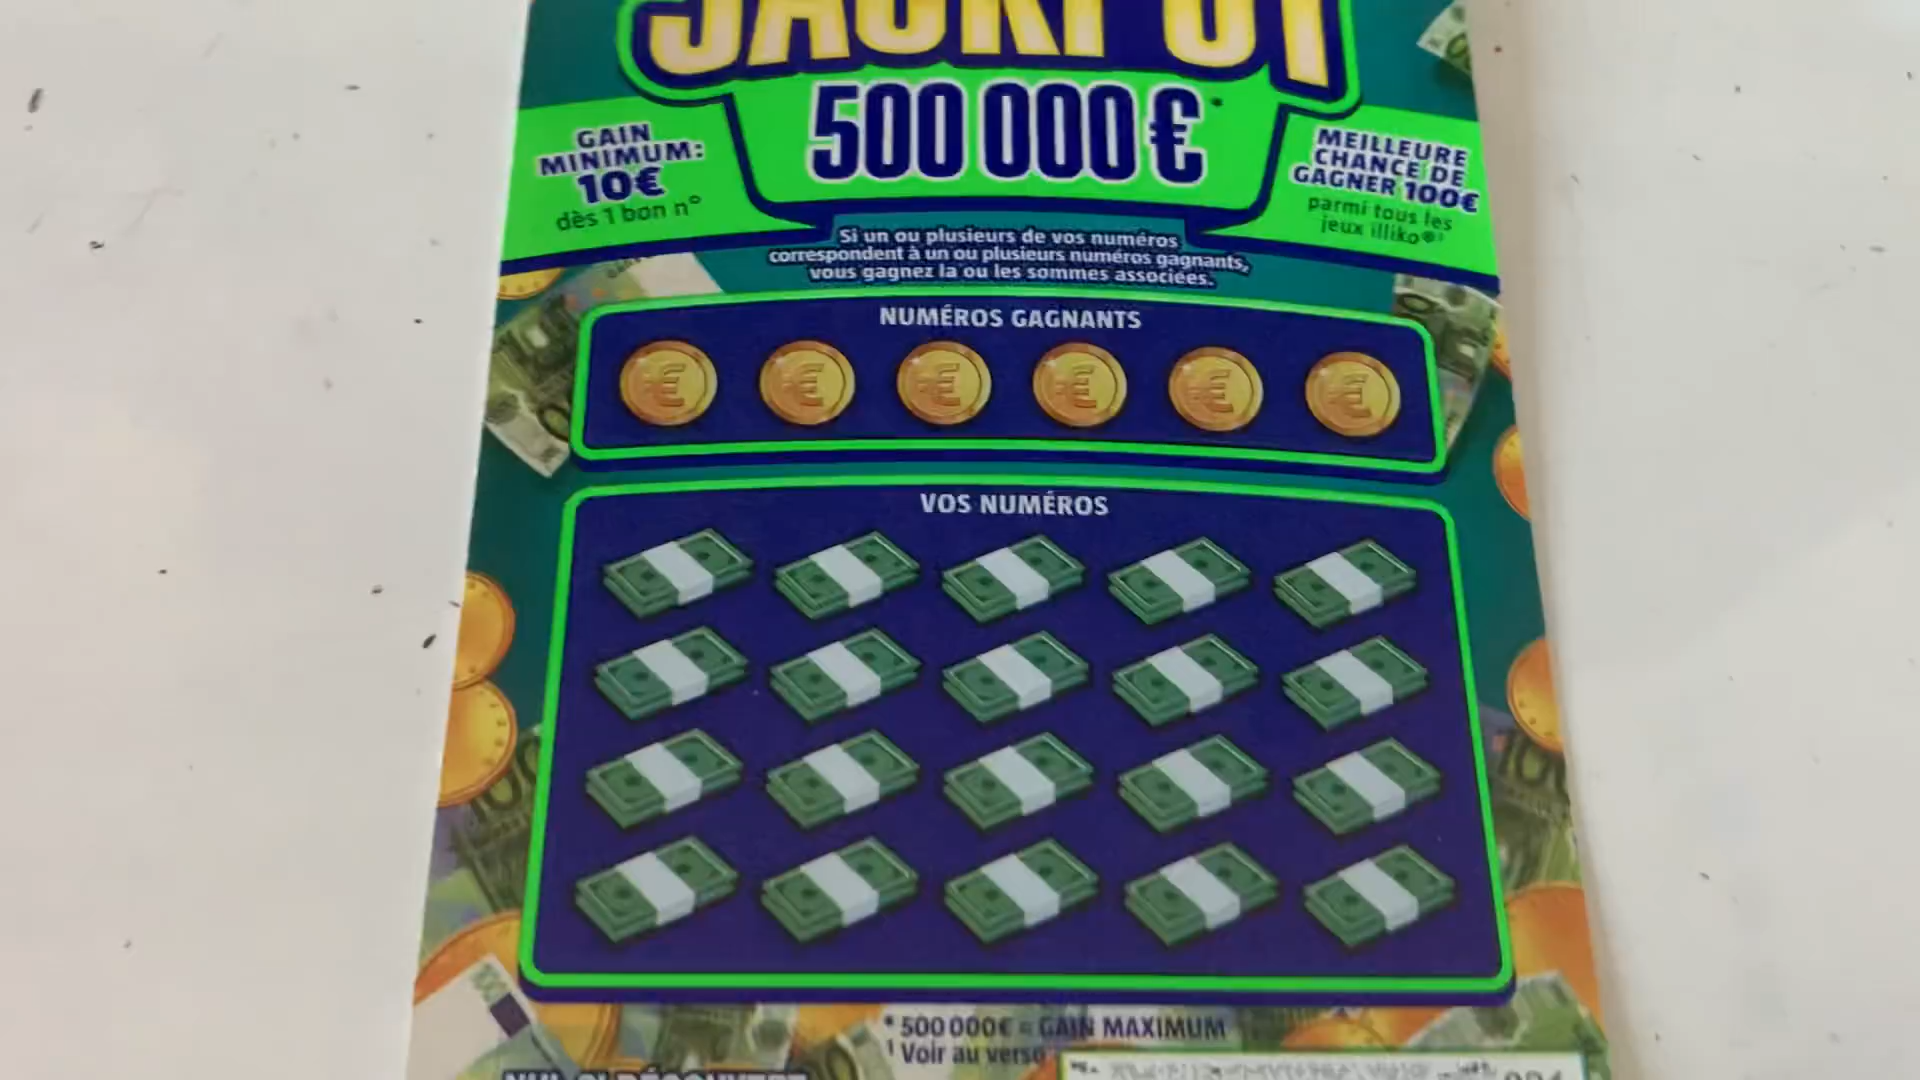 JACKPOT
500 000 €*
GAIN
MINIMUM:
10€
dès 1 bon n°
MEILLEURE
CHANCE DE
GAGNER 100€
parmi tous les
jeux illiko®¹
Si un ou plusieurs de vos numéros
correspondent à un ou plusieurs numéros gagnants,
vous gagnez la ou les sommes associées.
NUMÉROS GAGNANTS
VOS NUMÉROS
* 500 000€ = GAIN MAXIMUM
¹ Voir au verso